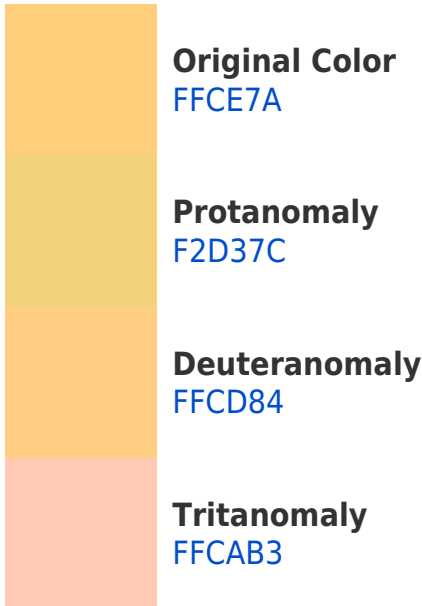 Original Color
FFCE7A
Protanomaly
F2D37C
Deuteranomaly
FFCD84
Tritanomaly
FFCAB3